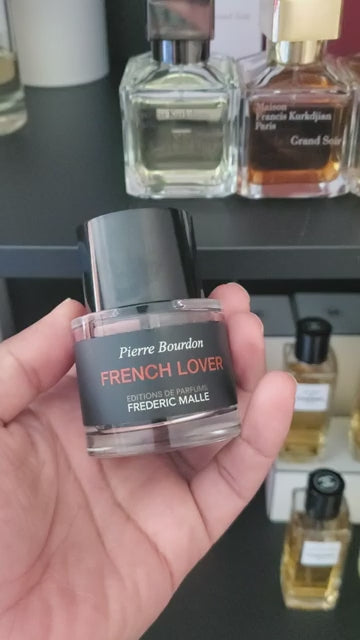 Maison
Francis Kurkdjian
Paris
Grand Soir
Pierre Bourdon
FRENCH LOVER
EDITIONS DE PARFUMS
FREDERIC MALLE